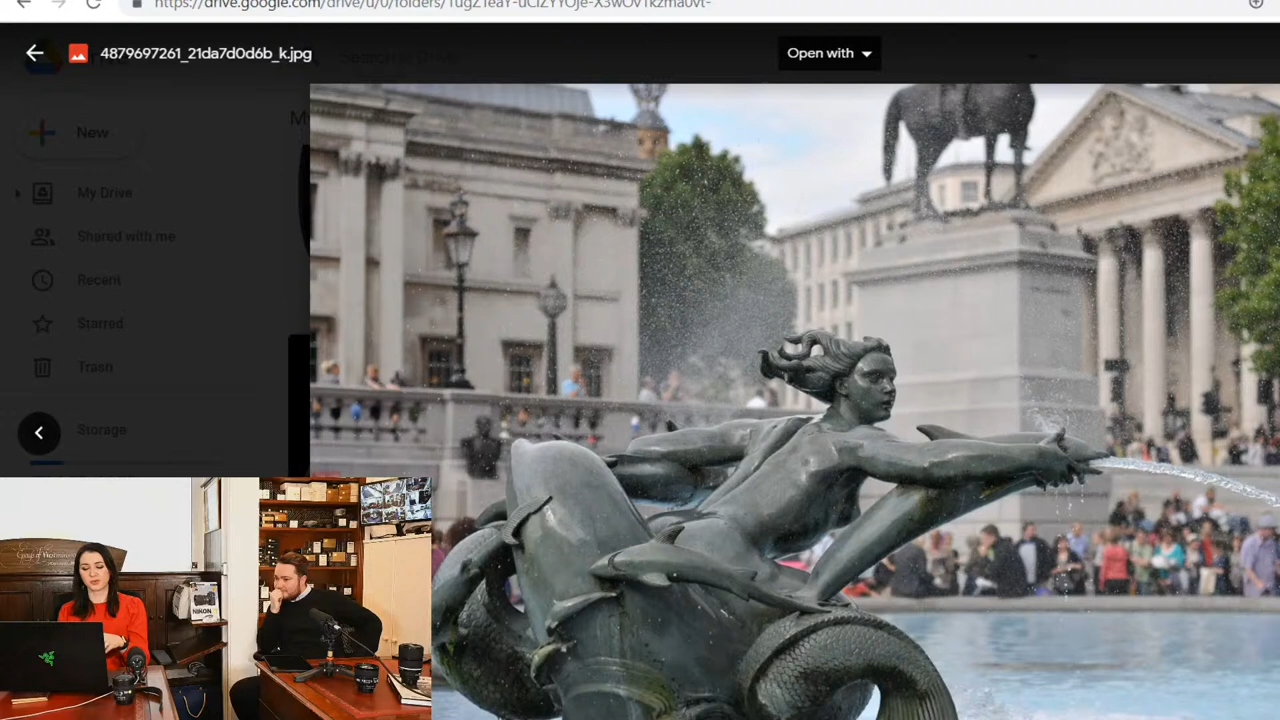 https://drive.google.com/drive/u/0/folders/
4879697261_21da7d0d6b_k.jpg
Open with
New
My Drive
Shared with me
Recent
Starred
Trash
Storage
NIKON